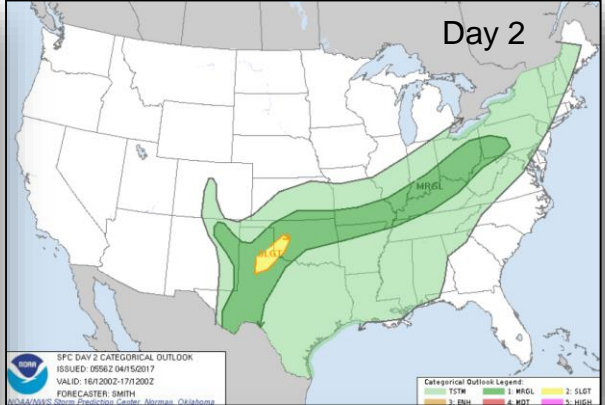 Day 2
MRGL
SLGT
NOAA
SPC DAY 2 CATEGORICAL OUTLOOK
ISSUED: 0556Z 04/15/2017
VALID: 16/1200Z-17/1200Z
FORECASTER: SMITH
NOAA/NWS Storm Prediction Center, Norman, Oklahoma
Categorical Outlook Legend:
TSTM 1: MRGL 2: SLGT
3: ENH 4: MDT 5: HIGH